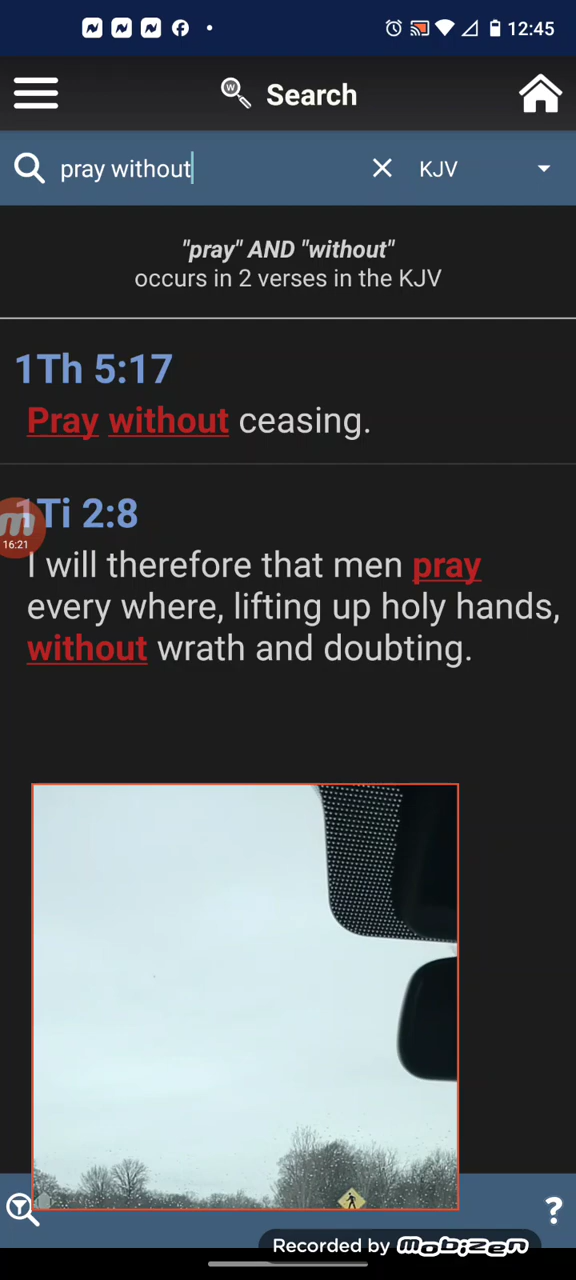 12:45
Search
pray without
KJV
"pray" AND "without"
occurs in 2 verses in the KJV
1Th 5:17
Pray without ceasing.
1Ti 2:8
16:21
I will therefore that men pray
every where, lifting up holy hands,
without wrath and doubting.
?
Recorded by mobizen